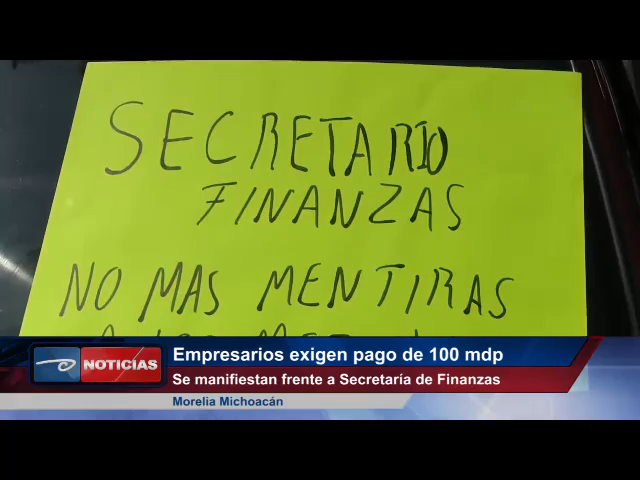 SECRETARIO
FINANZAS
NO MAS MENTIRAS
NOTICIAS
Empresarios exigen pago de 100 mdp
Se manifiestan frente a Secretaría de Finanzas
Morelia Michoacán